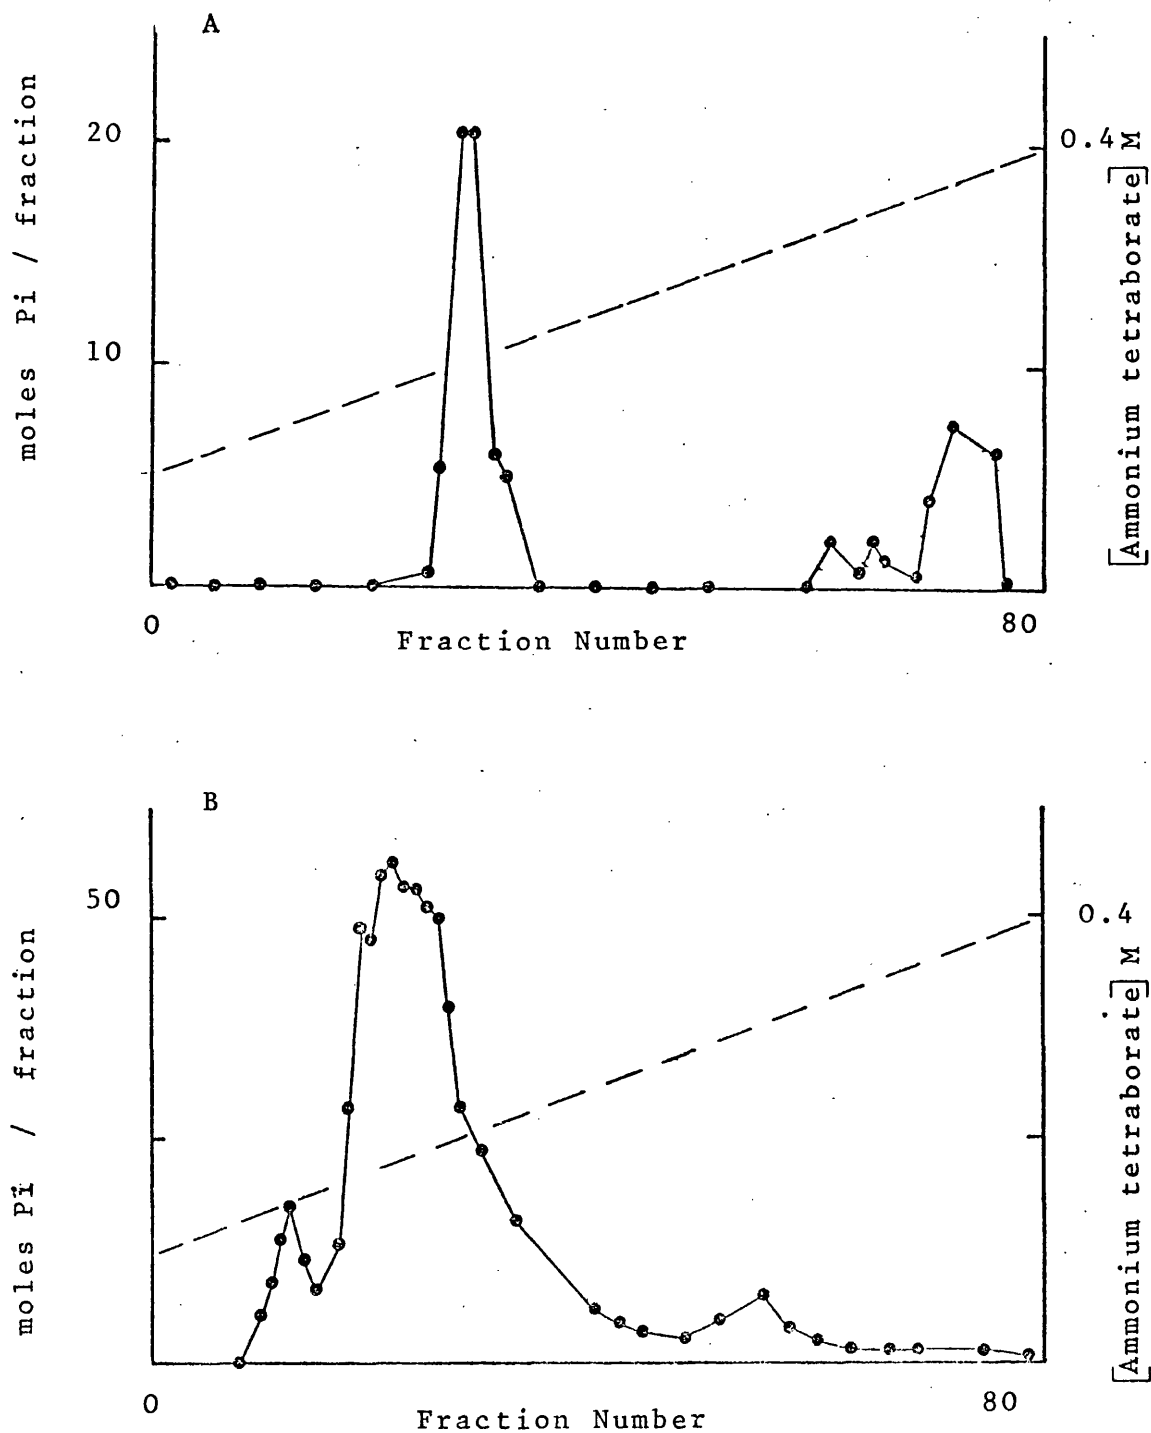 A
moles Pi / fraction
20
10
0.4
[Ammonium tetraborate] M
0
80
Fraction Number
B
moles Pi / fraction
50
0.4
[Ammonium tetraborate] M
0
80
Fraction Number